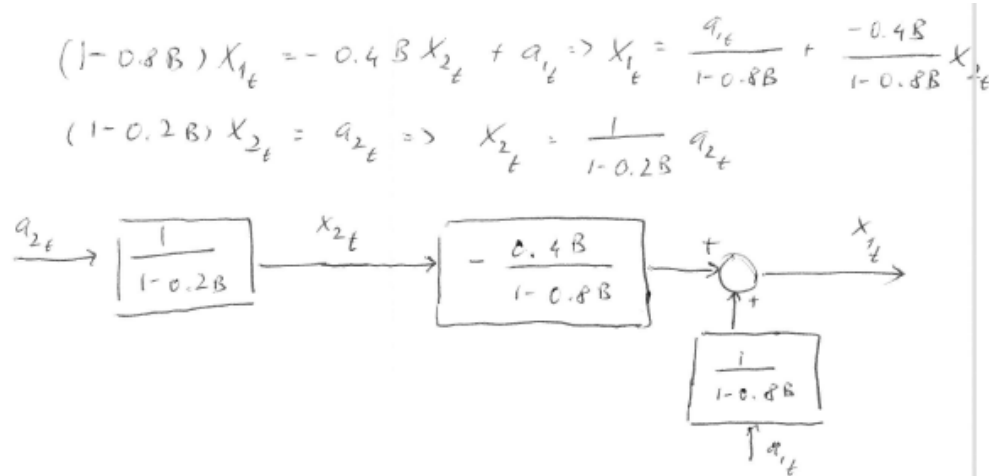 (1-0.8B) X₁ₜ = -0.4 B X₂ₜ + a₁ₜ => X₁ₜ = a₁ₜ / (1-0.8B) + (-0.4B) / (1-0.8B) X₂ₜ
(1-0.2B) X₂ₜ = a₂ₜ => X₂ₜ = 1 / (1-0.2B) a₂ₜ
a₂ₜ
1 / (1-0.2B)
X₂ₜ
- 0.4B / (1-0.8B)
+
X₁ₜ
+
1 / (1-0.8B)
a₁ₜ